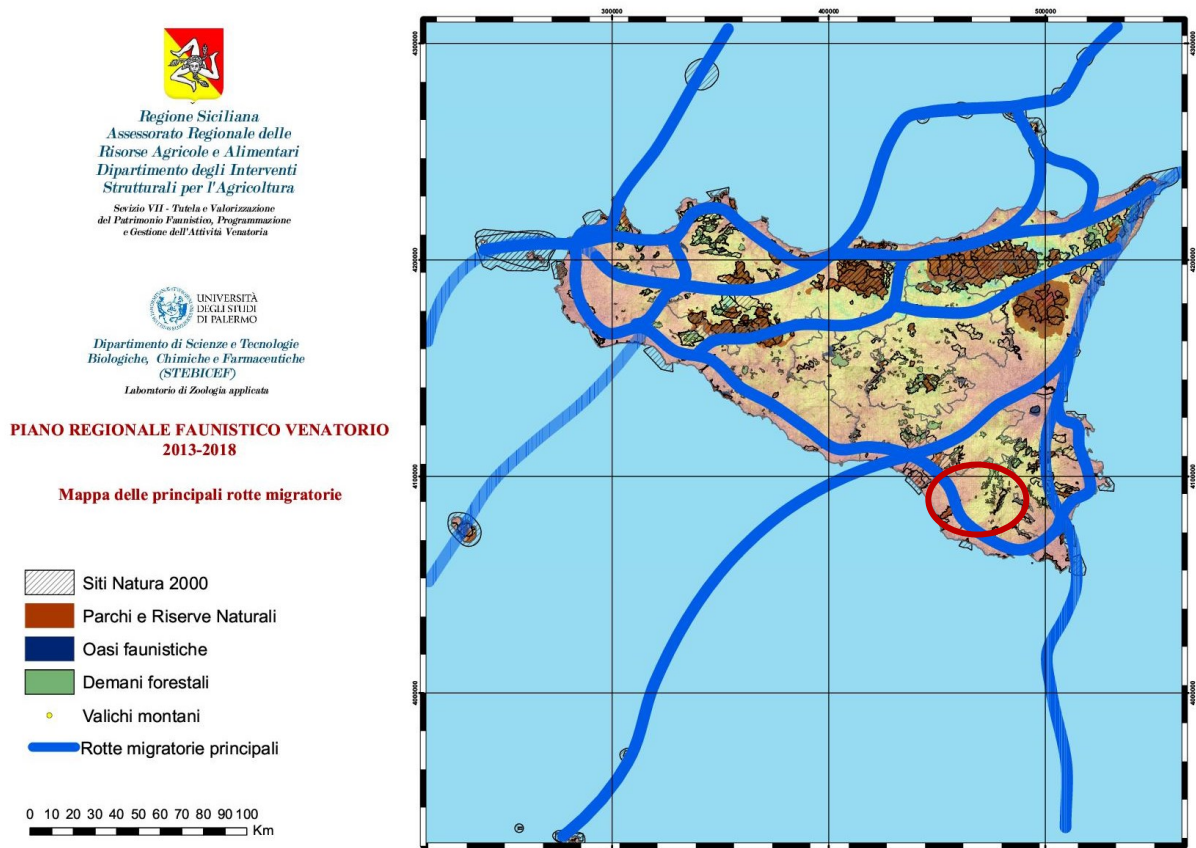 Regione Siciliana
Assessorato Regionale delle
Risorse Agricole e Alimentari
Dipartimento degli Interventi
Strutturali per l'Agricoltura
Sevizio VII - Tutela e Valorizzazione
del Patrimonio Faunistico, Programmazione
e Gestione dell'Attività Venatoria
UNIVERSITÀ
DEGLI STUDI
DI PALERMO
Dipartimento di Scienze e Tecnologie
Biologiche, Chimiche e Farmaceutiche
(STEBICEF)
Laboratorio di Zoologia applicata
PIANO REGIONALE FAUNISTICO VENATORIO
2013-2018
Mappa delle principali rotte migratorie
Siti Natura 2000
Parchi e Riserve Naturali
Oasi faunistiche
Demani forestali
Valichi montani
Rotte migratorie principali
0 10 20 30 40 50 60 70 80 90 100
Km
300000 400000 500000
4300000 4300000
4200000 4200000
4100000 4100000
4000000 4000000